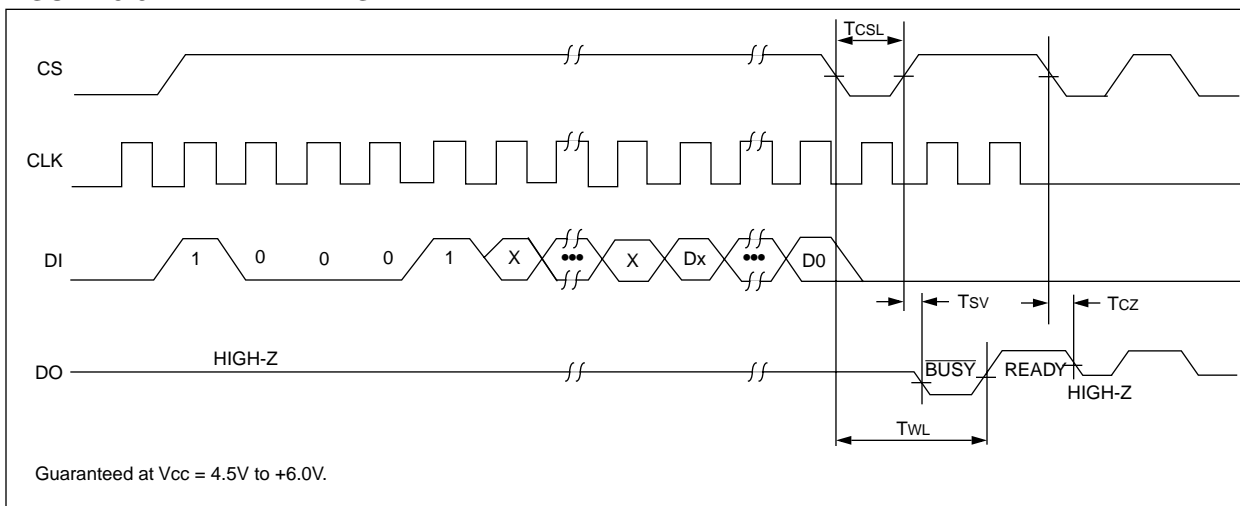 TCSL
CS
CLK
DI 1 0 0 0 1 X ••• X Dx ••• D0
TSV TCZ
HIGH-Z
DO BUSY READY
HIGH-Z
TWL
Guaranteed at Vcc = 4.5V to +6.0V.